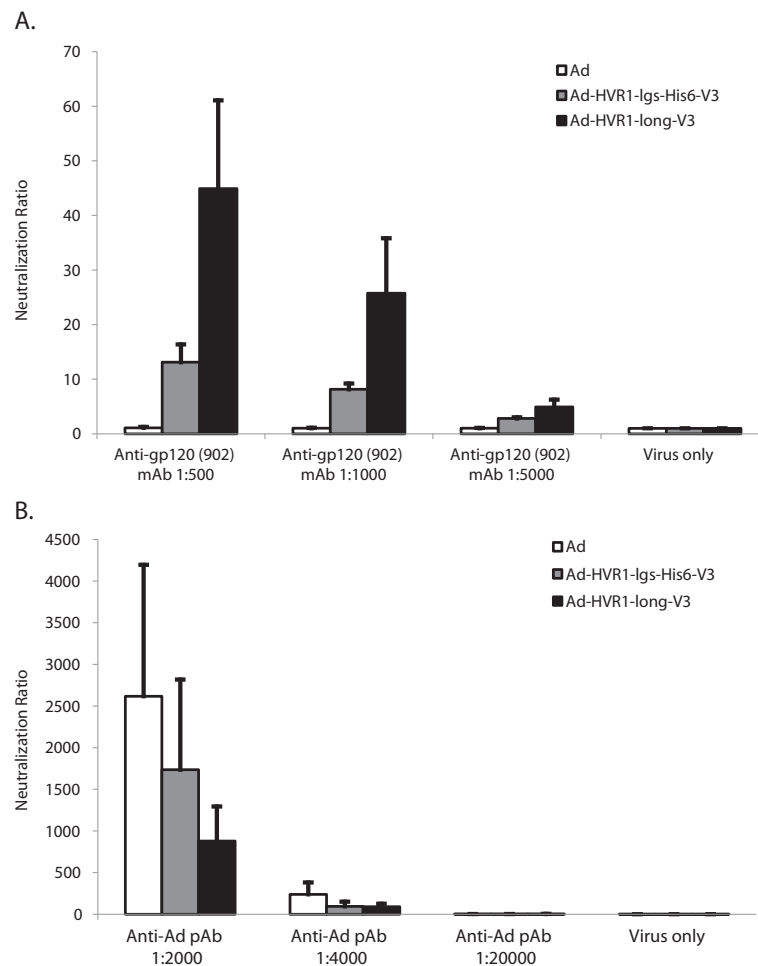 A.
70
60
50
40
30
20
10
0
Neutralization Ratio
Ad
Ad-HVR1-lgs-His6-V3
Ad-HVR1-long-V3
Anti-gp120 (902)
mAb 1:500
Anti-gp120 (902)
mAb 1:1000
Anti-gp120 (902)
mAb 1:5000
Virus only
B.
4500
4000
3500
3000
2500
2000
1500
1000
500
0
Neutralization Ratio
Ad
Ad-HVR1-lgs-His6-V3
Ad-HVR1-long-V3
Anti-Ad pAb
1:2000
Anti-Ad pAb
1:4000
Anti-Ad pAb
1:20000
Virus only